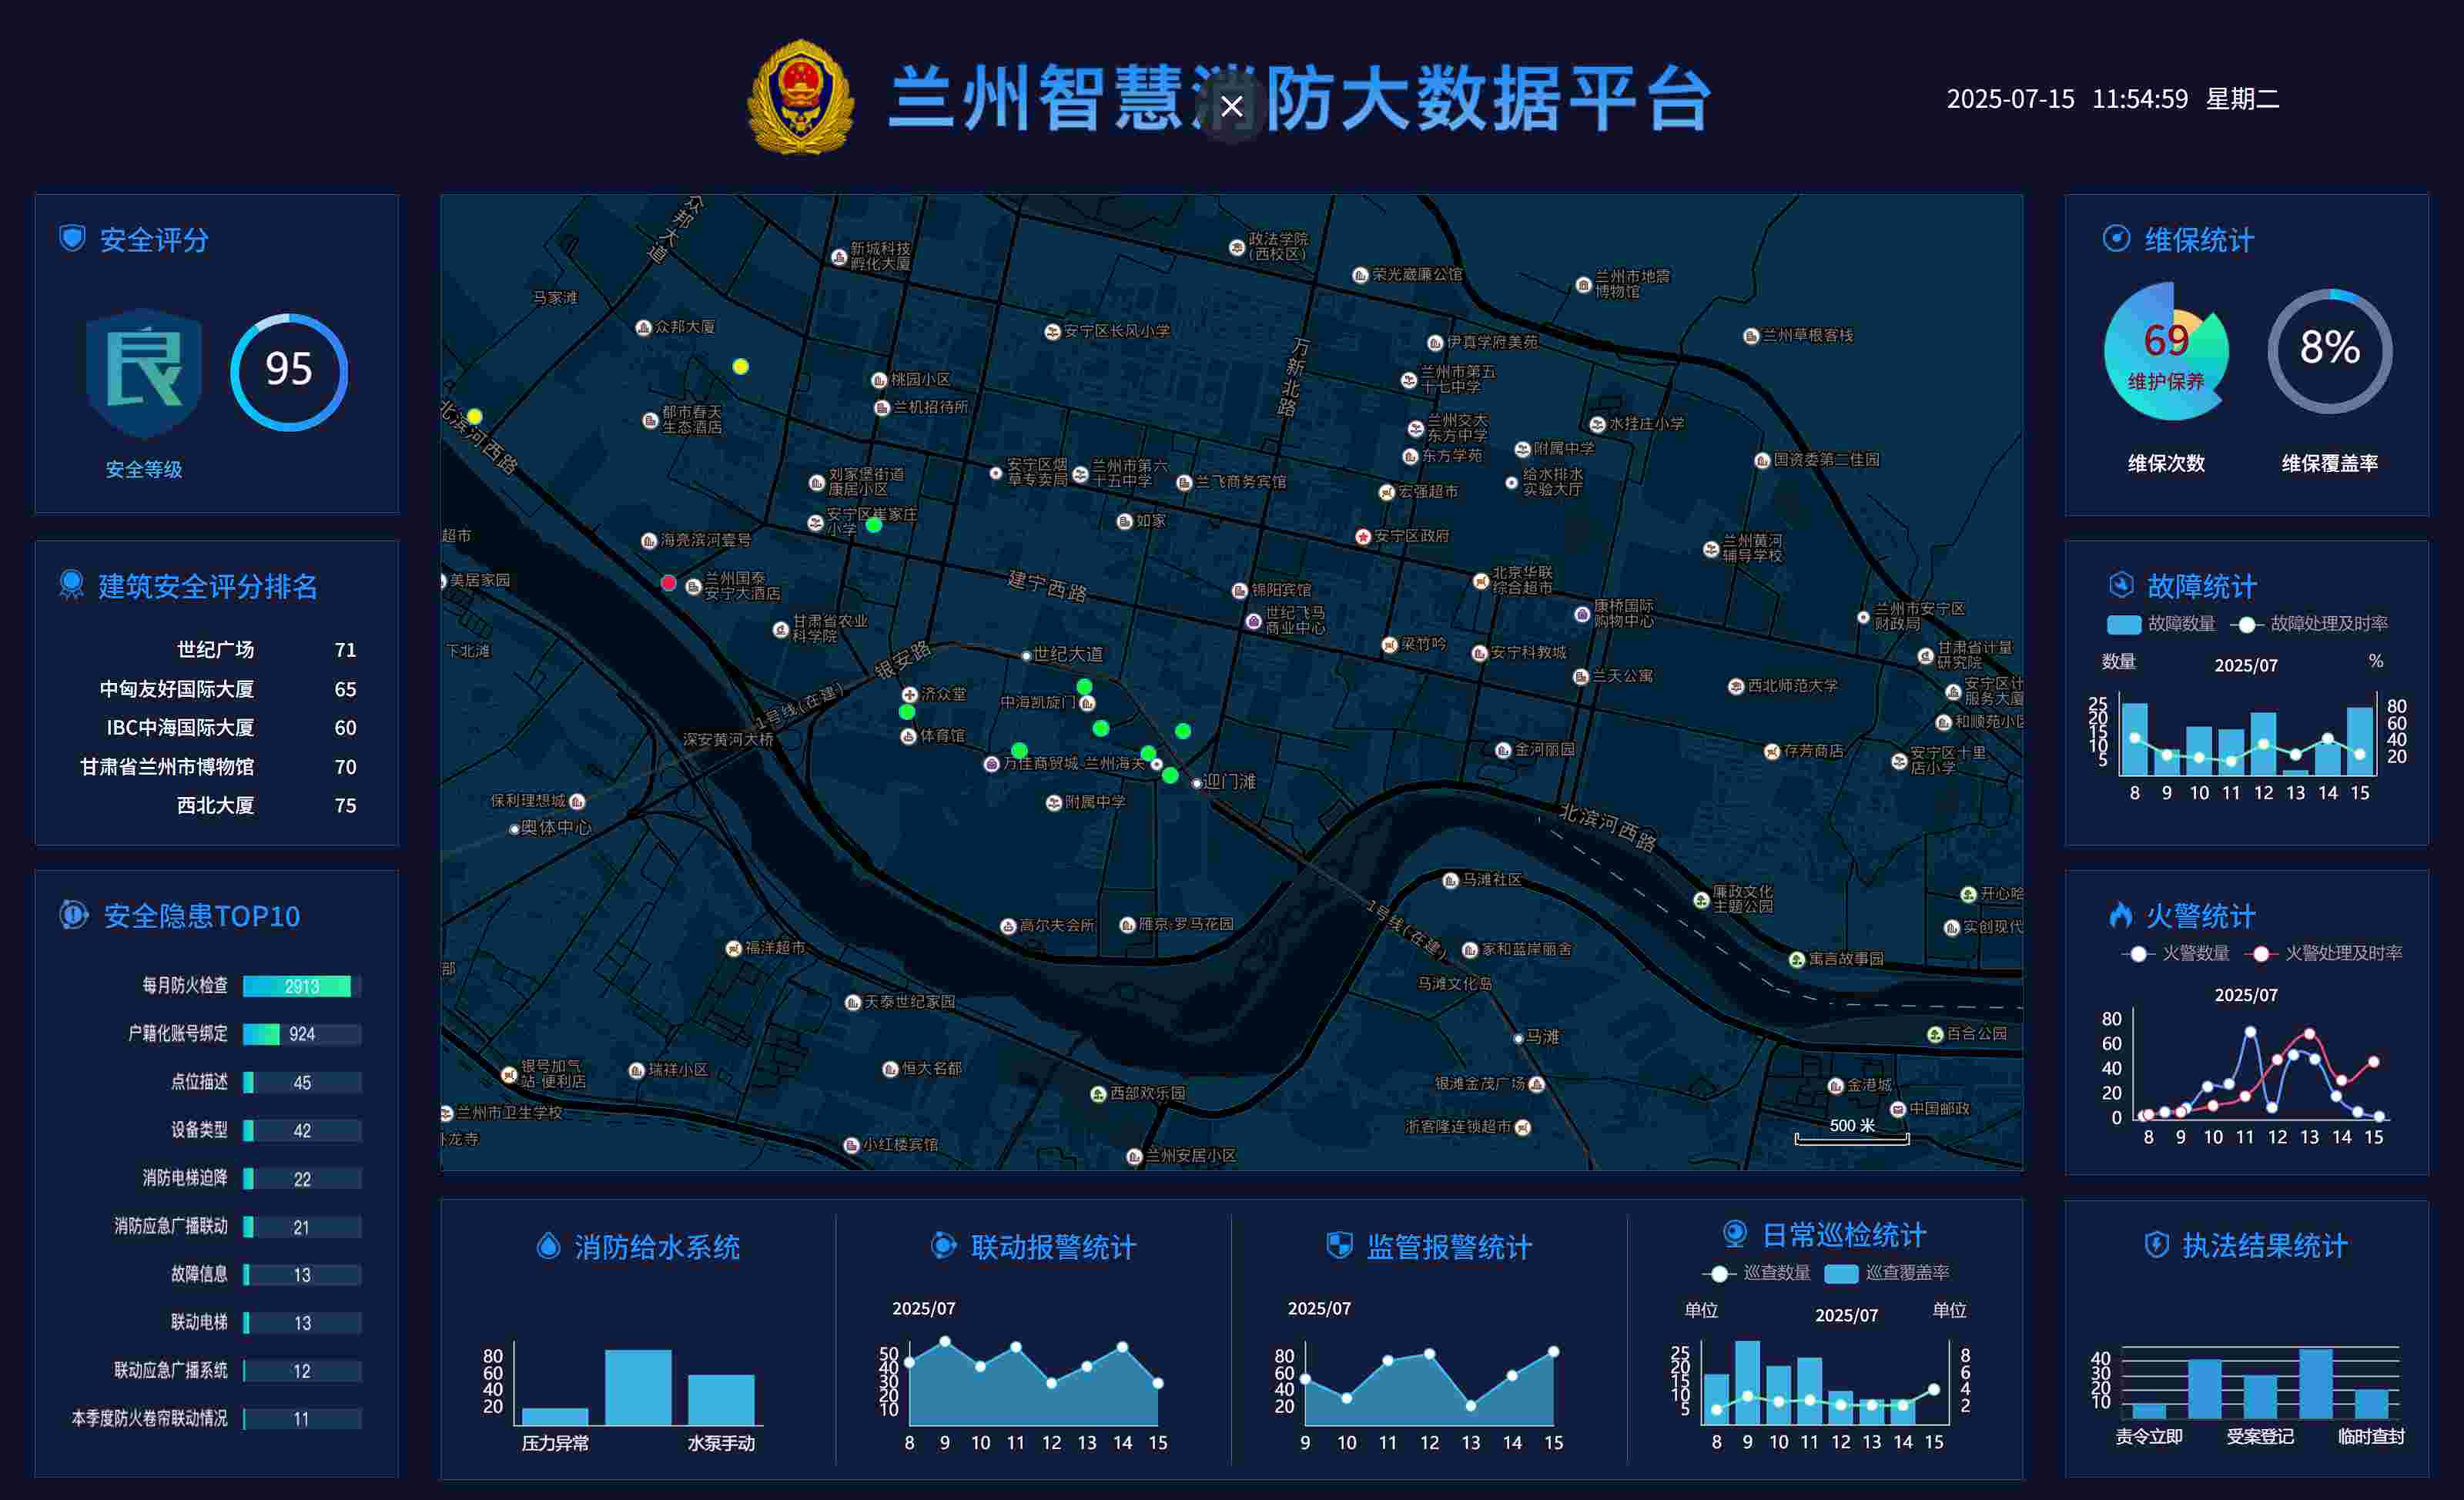 兰州智慧消防大数据平台
2025-07-15 11:54:59 星期二
安全评分
95
安全等级
建筑安全评分排名
世纪广场 71
中匈友好国际大厦 65
IBC中海国际大厦 60
甘肃省兰州市博物馆 70
西北大厦 75
安全隐患TOP10
每月防火检查 2913
户籍化账号绑定 924
点位描述 45
设备类型 42
消防电梯迫降 22
消防应急广播联动 21
故障信息 13
联动电梯 13
联动应急广播系统 12
本季度防火卷帘联动情况 11
众邦大道
新城科技
孵化大厦
政法学院
(西校区)
荣光崴廉公馆
兰州市地震
博物馆
马家滩
众邦大厦
安宁区长风小学
万新北路
伊真学府美苑
兰州草根客栈
桃园小区
兰州市第五
十七中学
兰机招待所
都市春天
生态酒店
北滨河西路
兰州交大
东方中学
水挂庄小学
附属中学
东方学苑
国资委第二住园
刘家堡街道
康居小区
安宁区烟
草专卖局
兰州市第六
十五中学
兰飞商务宾馆
给水排水
实验大厅
宏强超市
安宁区崔家庄
小学
如家
超市
海亮滨河壹号
安宁区政府
兰州黄河
辅导学校
美居家园
兰州国泰
安宁大酒店
建宁西路
锦阳宾馆
北京华联
综合超市
甘肃省农业
科学院
世纪飞马
商业中心
康桥国际
购物中心
兰州市安宁区
财政局
下北滩
银安路
世纪大道
梁竹吟
安宁科教城
甘肃省计量
研究院
济众堂
中海凯旋门
兰天公寓
西北师范大学
安宁区计
服务大厦
1号线(在建)
深安黄河大桥
体育馆
和顺苑小区
万佳商贸城
兰州海关
金河丽园
存芳商店
安宁区十里
店小学
迎门滩
保利理想城
附属中学
奥体中心
北滨河西路
马滩社区
廉政文化
主题公园
开心哈
1号线(在建)
高尔夫会所
雁京·罗马花园
实创现代
福洋超市
家和蓝岸丽舍
寓言故事园
部
马滩文化岛
天泰世纪家园
马滩
百合公园
银号加气
站·便利店
瑞祥小区
恒大名都
银滩金茂广场
金港城
西部欢乐园
兰州市卫生学校
中国邮政
浙客隆连锁超市
500 米
卧龙寺
小红楼宾馆
兰州安居小区
维保统计
69
维护保养
8%
维保次数
维保覆盖率
故障统计
故障数量 故障处理及时率
数量 2025/07 %
25
20
15
10
5
80
60
40
20
8 9 10 11 12 13 14 15
火警统计
火警数量 火警处理及时率
2025/07
80
60
40
20
0
8 9 10 11 12 13 14 15
消防给水系统
80
60
40
20
压力异常 水泵手动
联动报警统计
2025/07
50
40
30
20
10
8 9 10 11 12 13 14 15
监管报警统计
2025/07
80
60
40
20
9 10 11 12 13 14 15
日常巡检统计
巡查数量 巡查覆盖率
单位 2025/07 单位
25
20
15
10
5
8
6
4
2
8 9 10 11 12 13 14 15
执法结果统计
40
30
20
10
责令立即 受案登记 临时查封